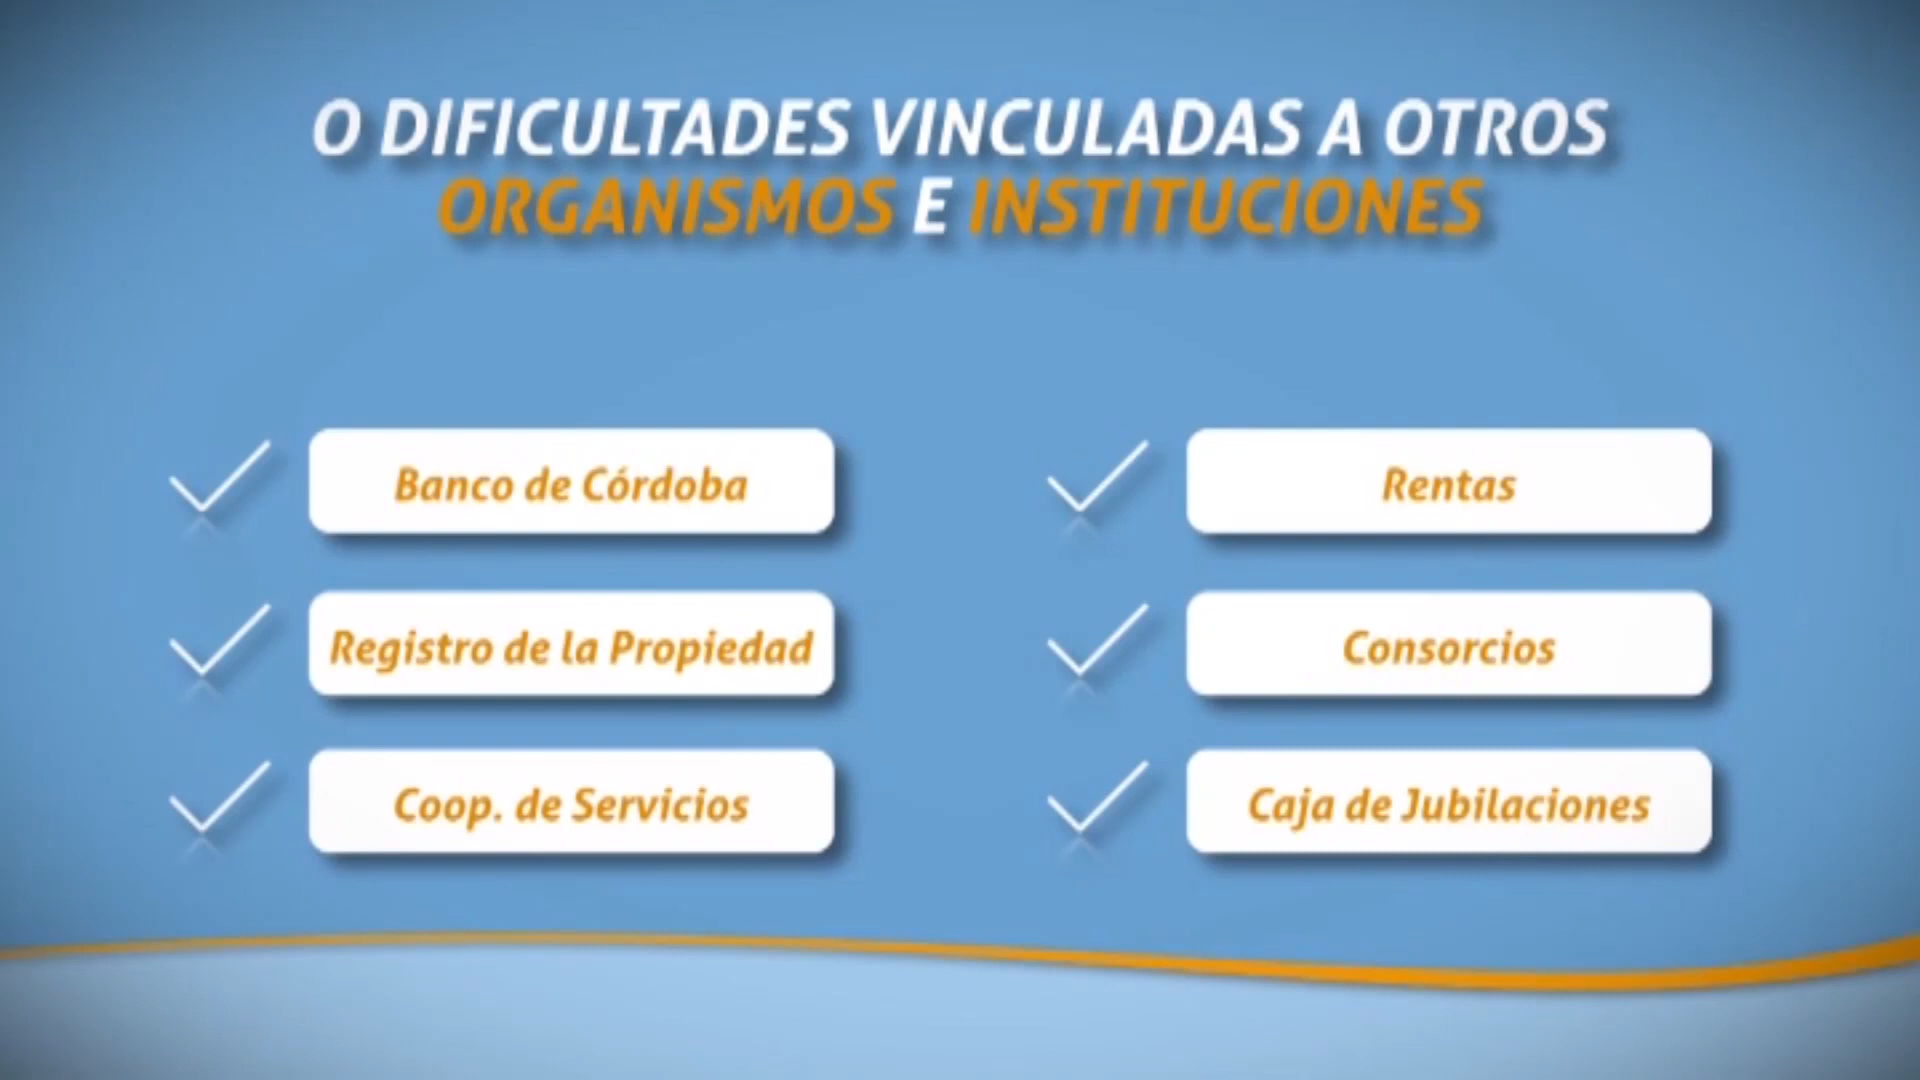 O DIFICULTADES VINCULADAS A OTROS
ORGANISMOS E INSTITUCIONES
Banco de Córdoba
Rentas
Registro de la Propiedad
Consorcios
Coop. de Servicios
Caja de Jubilaciones